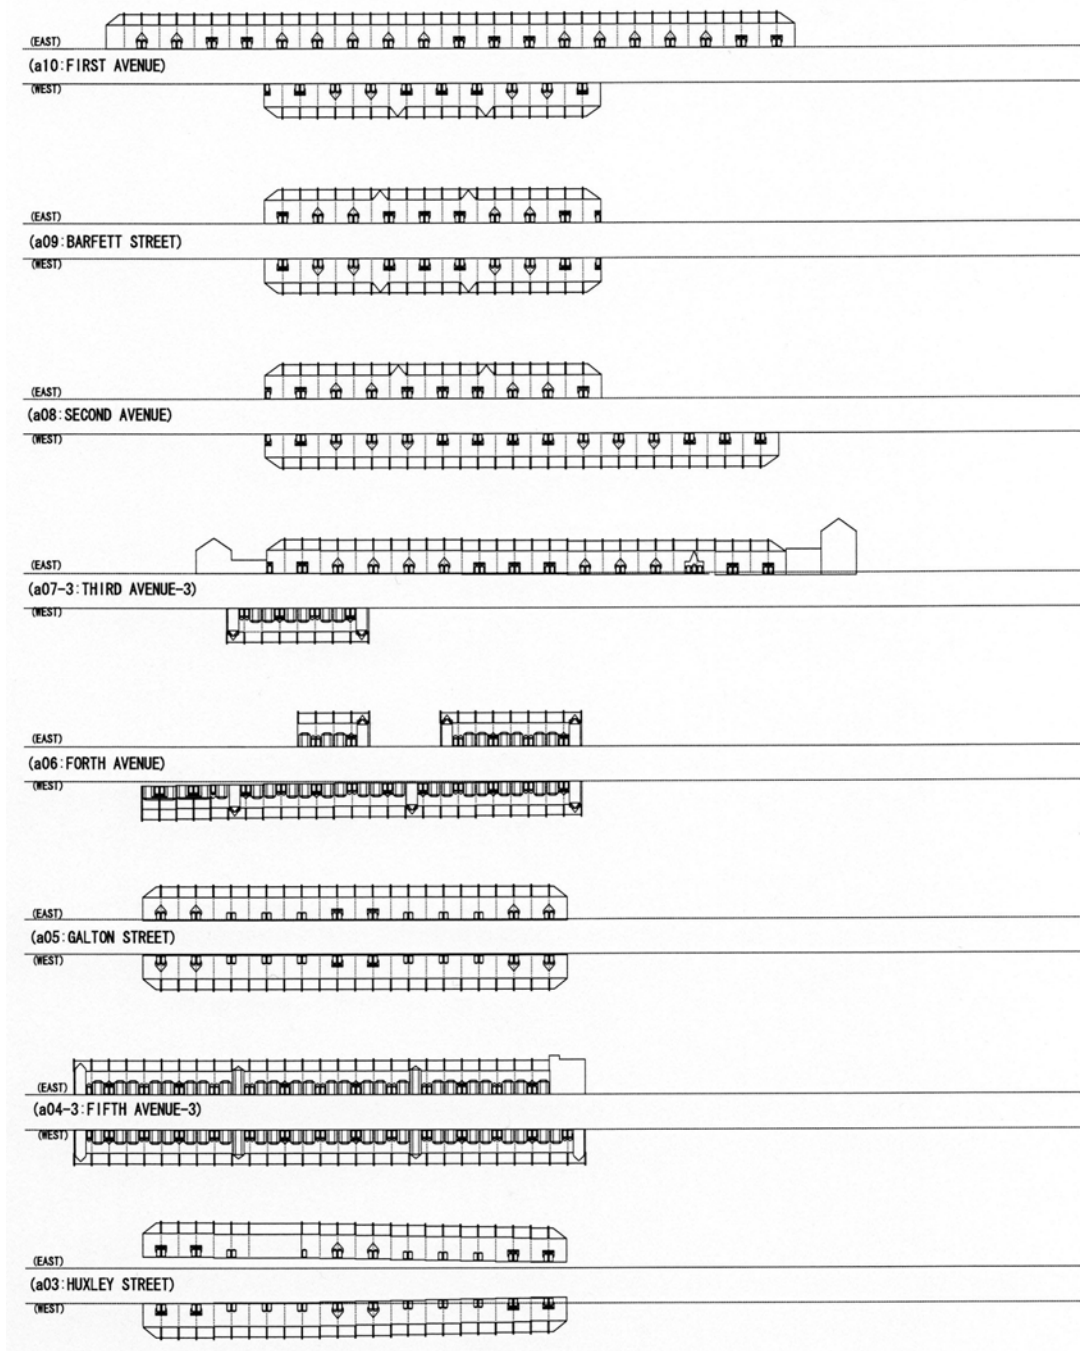 (EAST)
(a10:FIRST AVENUE)
(WEST)
(EAST)
(a09:BARFETT STREET)
(WEST)
(EAST)
(a08:SECOND AVENUE)
(WEST)
(EAST)
(a07-3:THIRD AVENUE-3)
(WEST)
(EAST)
(a06:FORTH AVENUE)
(WEST)
(EAST)
(a05:GALTON STREET)
(WEST)
(EAST)
(a04-3:FIFTH AVENUE-3)
(WEST)
(EAST)
(a03:HUXLEY STREET)
(WEST)